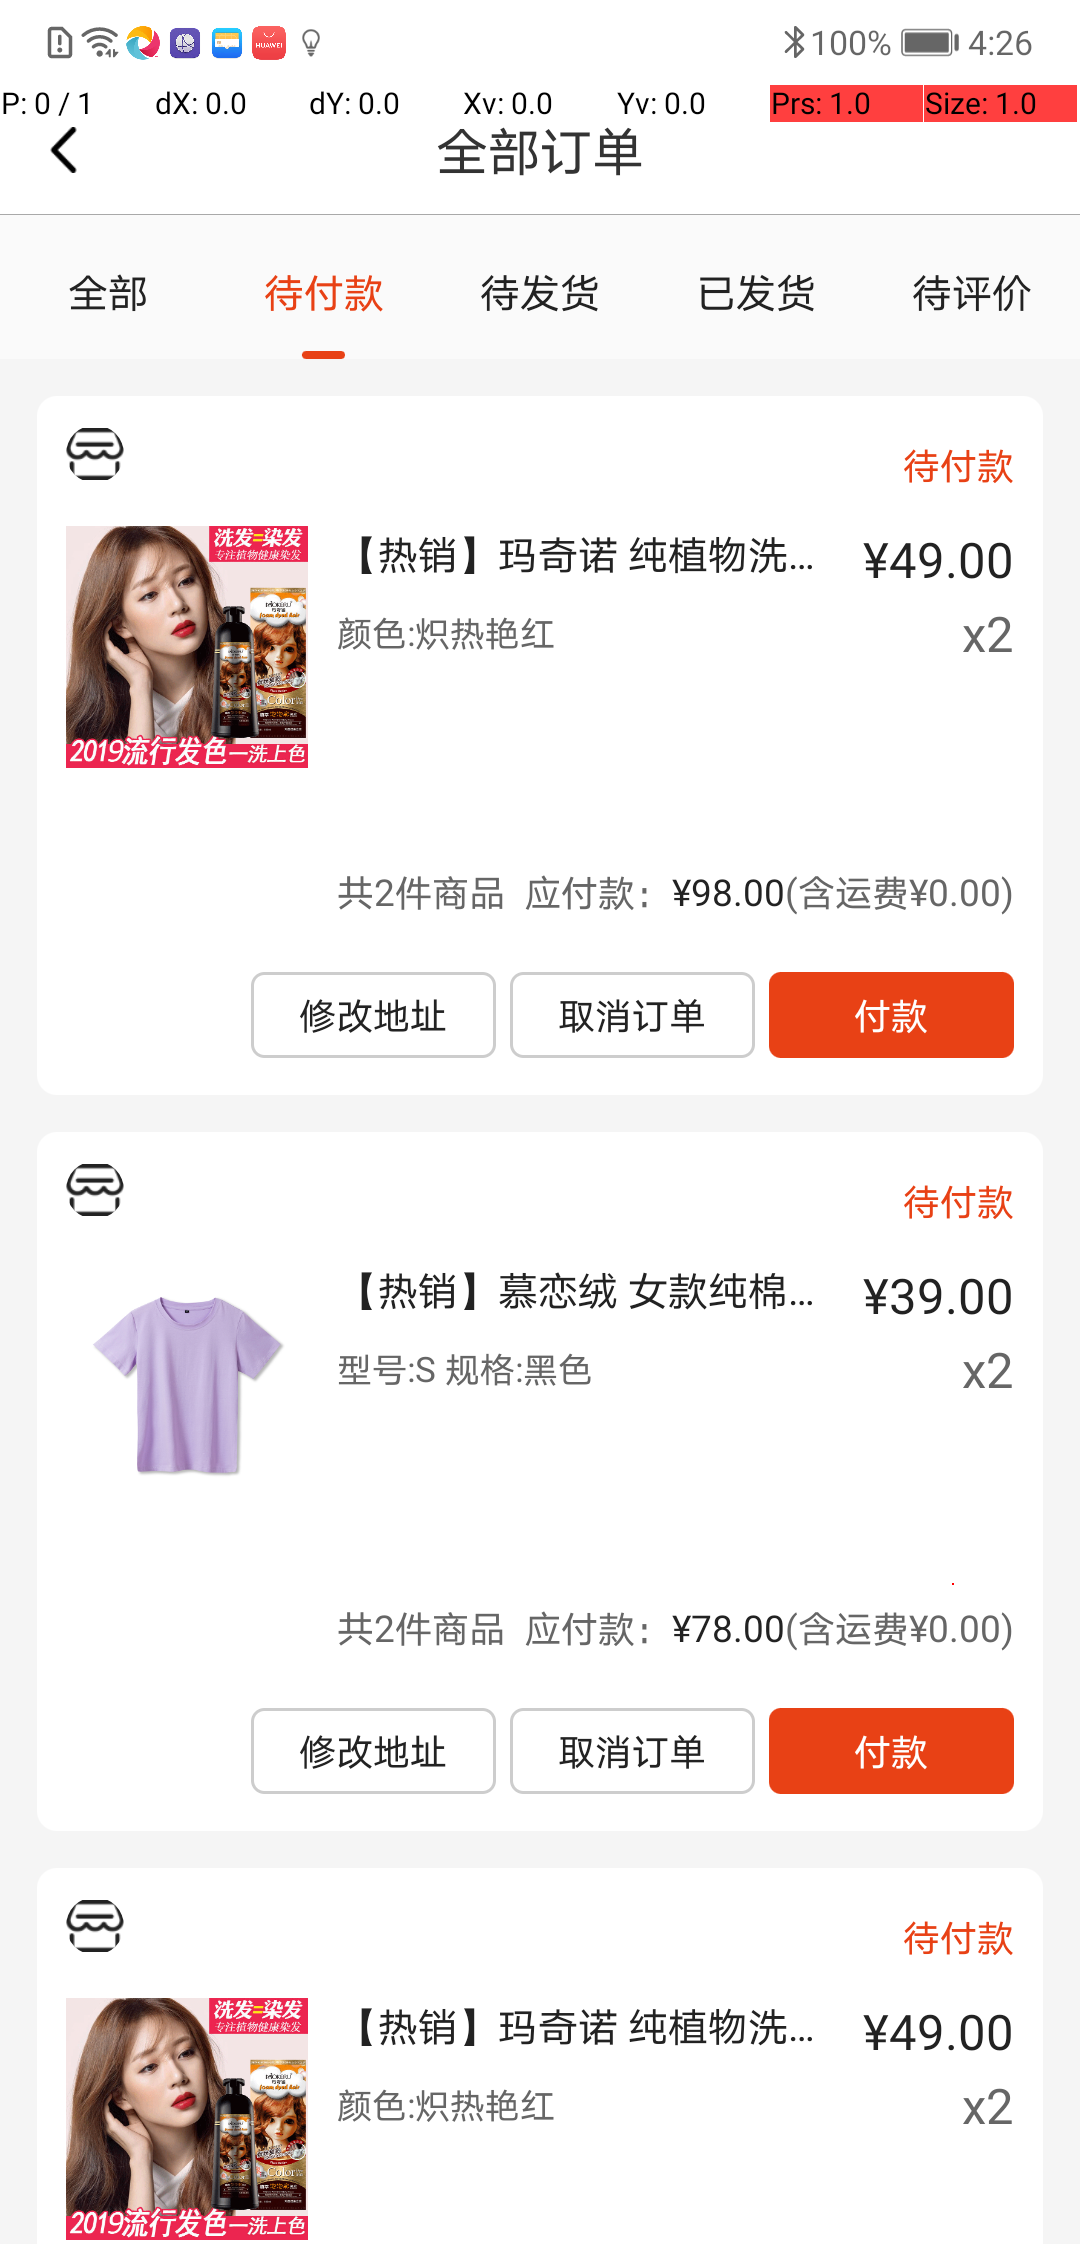 100% 4:26
P: 0 / 1 dX: 0.0 dY: 0.0 Xv: 0.0 Yv: 0.0 Prs: 1.0 Size: 1.0
全部订单
全部 待付款 待发货 已发货 待评价
待付款
洗发=染发
专注植物健康染发
2019流行发色一洗上色
【热销】玛奇诺 纯植物洗... ¥49.00
颜色:炽热艳红 x2
共2件商品 应付款: ¥98.00(含运费¥0.00)
修改地址 取消订单 付款
待付款
【热销】慕恋绒 女款纯棉... ¥39.00
型号:S 规格:黑色 x2
共2件商品 应付款: ¥78.00(含运费¥0.00)
修改地址 取消订单 付款
待付款
洗发=染发
专注植物健康染发
2019流行发色一洗上色
【热销】玛奇诺 纯植物洗... ¥49.00
颜色:炽热艳红 x2